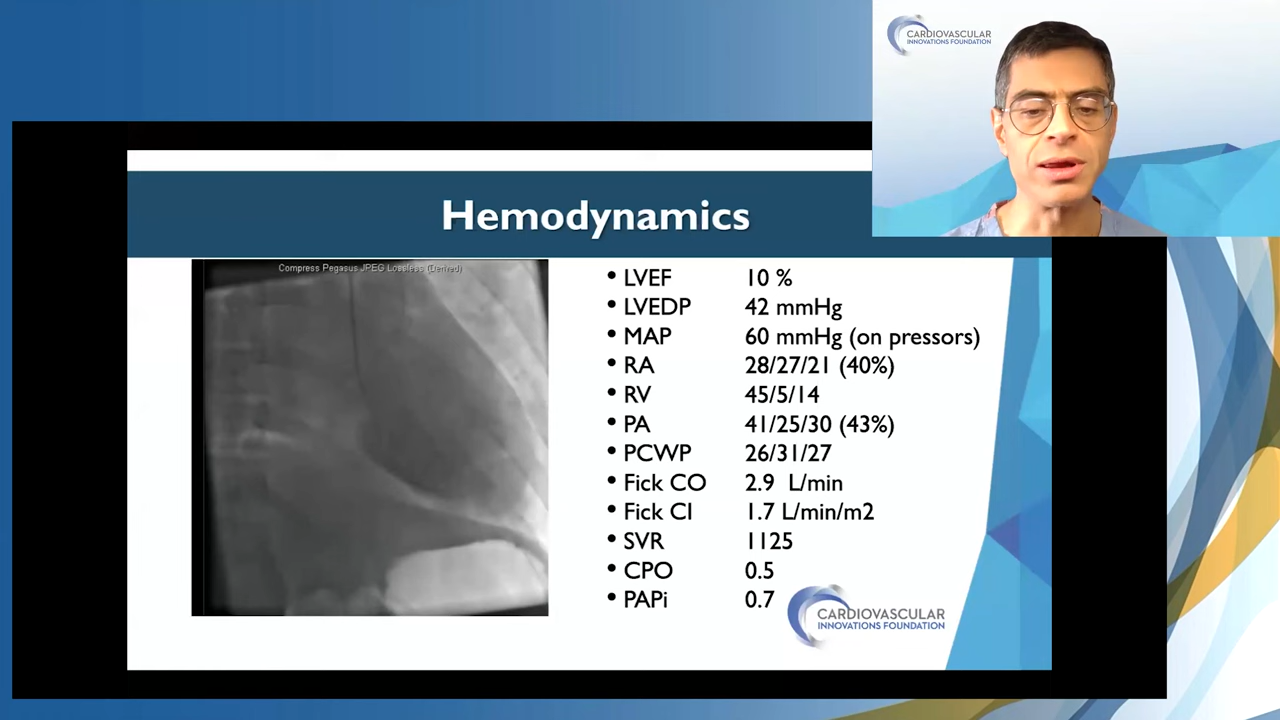 CARDIOVASCULAR
INNOVATIONS FOUNDATION
Hemodynamics
Compress Pegasus JPEG Lossless (Derived)
• LVEF 10 %
• LVEDP 42 mmHg
• MAP 60 mmHg (on pressors)
• RA 28/27/21 (40%)
• RV 45/5/14
• PA 41/25/30 (43%)
• PCWP 26/31/27
• Fick CO 2.9 L/min
• Fick CI 1.7 L/min/m2
• SVR 1125
• CPO 0.5
• PAPi 0.7
CARDIOVASCULAR
INNOVATIONS FOUNDATION